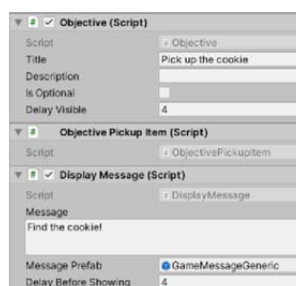 Objective (Script)
Script Objective
Title Pick up the cookie
Description
Is Optional
Delay Visible 4
Objective Pickup Item (Script)
Script ObjectivePickupItem
Display Message (Script)
Script DisplayMessage
Message
Find the cookie!
Message Prefab GameMessageGeneric
Delay Before Showing 4